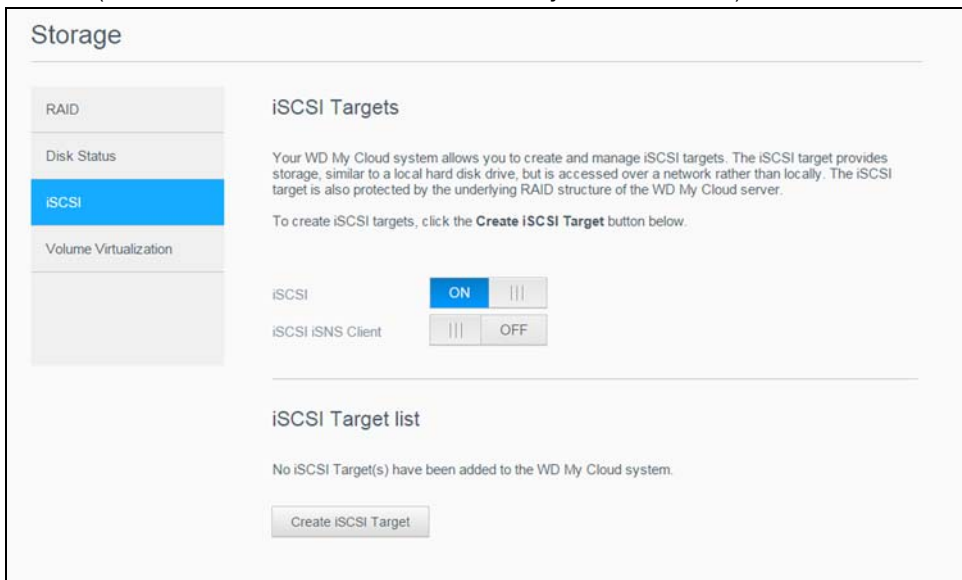 Storage
RAID
Disk Status
iSCSI
Volume Virtualization
iSCSI Targets
Your WD My Cloud system allows you to create and manage iSCSI targets. The iSCSI target provides
storage, similar to a local hard disk drive, but is accessed over a network rather than locally. The iSCSI
target is also protected by the underlying RAID structure of the WD My Cloud server.
To create iSCSI targets, click the Create iSCSI Target button below.
iSCSI ON
iSCSI iSNS Client OFF
iSCSI Target list
No iSCSI Target(s) have been added to the WD My Cloud system.
Create iSCSI Target